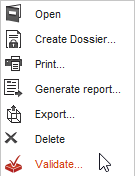 Open
Create Dossier...
Print...
Generate report...
Export...
Delete
Validate...